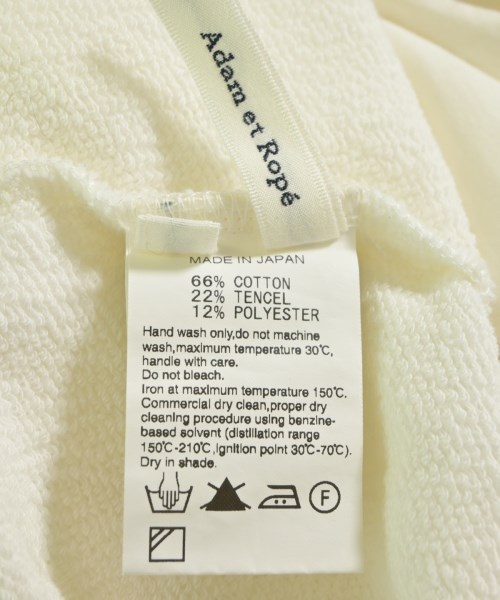 Adam et Ropé
MADE IN JAPAN
66% COTTON
22% TENCEL
12% POLYESTER
Hand wash only,do not machine
wash,maximum temperature 30℃,
handle with care.
Do not bleach.
Iron at maximum temperature 150℃.
Commercial dry clean,proper dry
cleaning procedure using benzine-
based solvent (distillation range
150℃-210℃,ignition point 30℃-70℃).
Dry in shade.
F